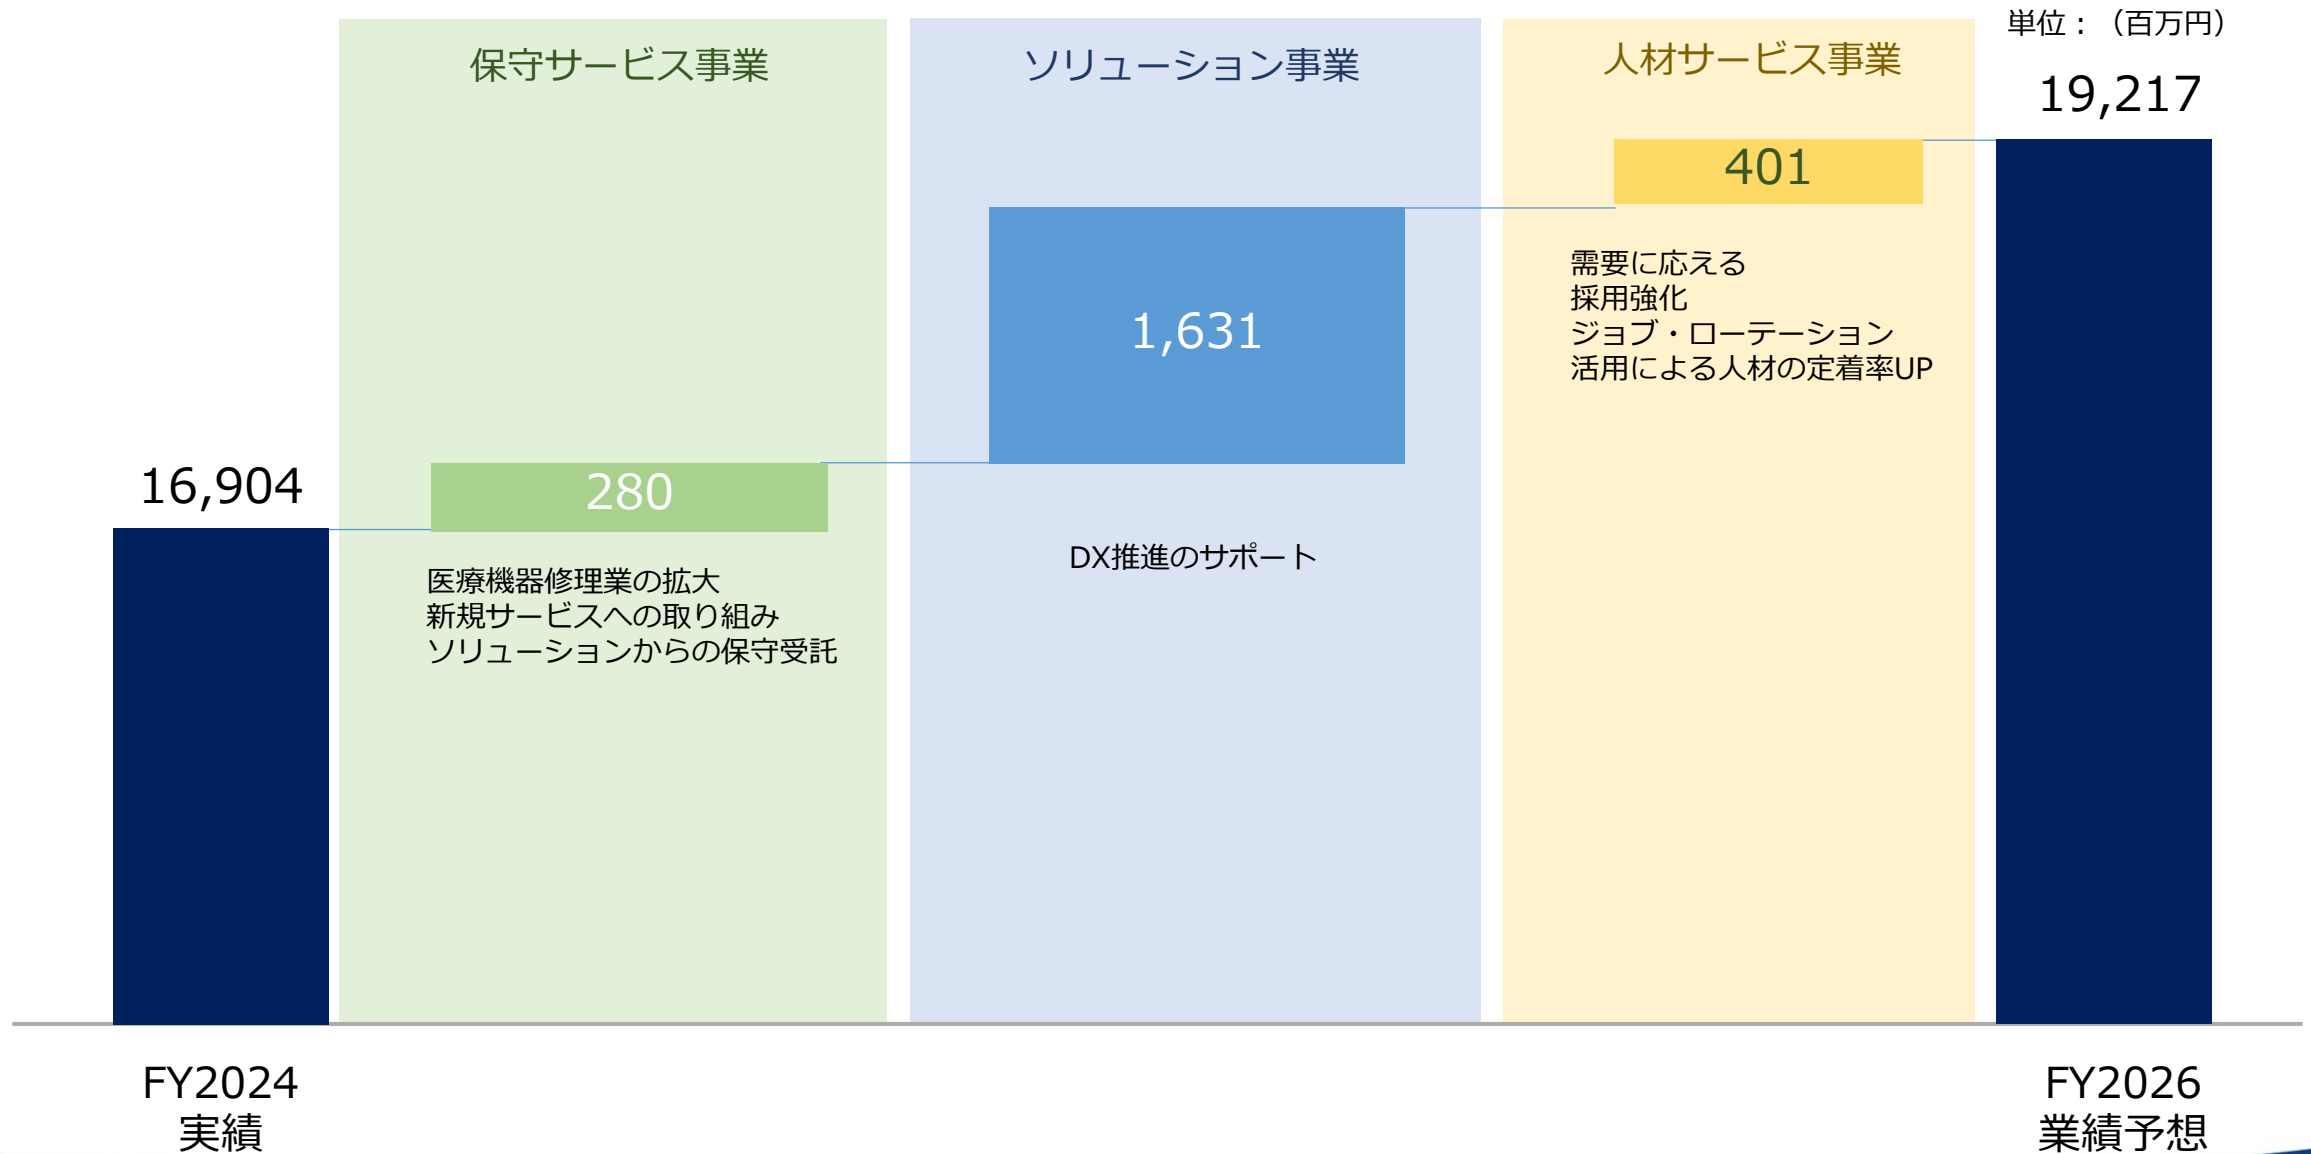 単位：（百万円）
保守サービス事業
ソリューション事業
人材サービス事業
19,217
401
需要に応える
採用強化
ジョブ・ローテーション
活用による人材の定着率UP
1,631
DX推進のサポート
16,904
280
医療機器修理業の拡大
新規サービスへの取り組み
ソリューションからの保守受託
FY2024
実績
FY2026
業績予想